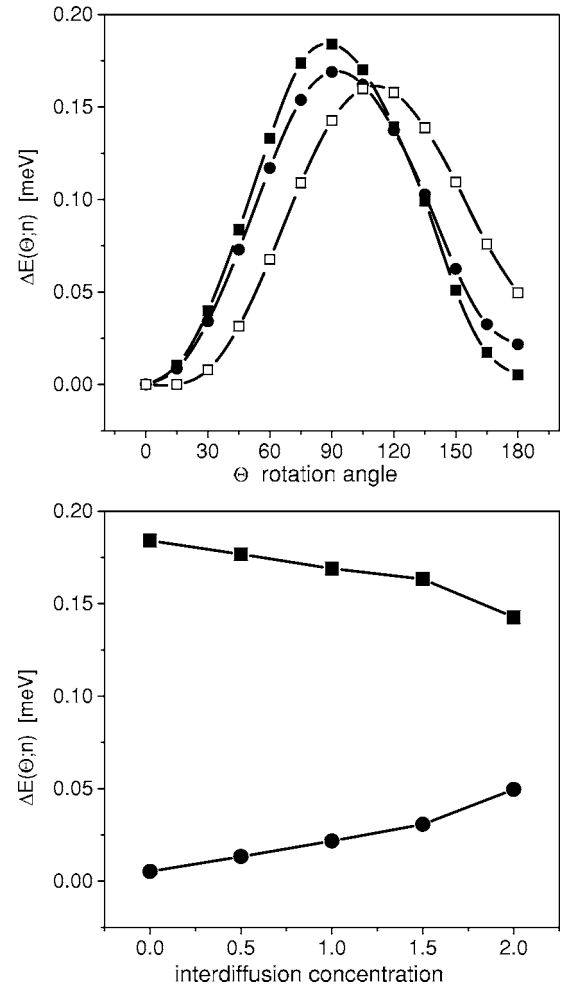 0.20
0.15
0.10
0.05
0.00
ΔE(Θ;n) [meV]
0 30 60 90 120 150 180
Θ rotation angle
0.20
0.15
0.10
0.05
0.00
ΔE(Θ;n) [meV]
0.0 0.5 1.0 1.5 2.0
interdiffusion concentration